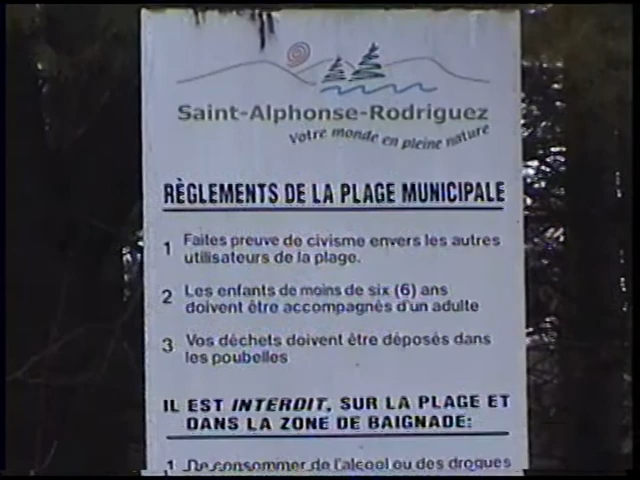 Saint-Alphonse-Rodriguez
Votre monde en pleine nature
RÈGLEMENTS DE LA PLAGE MUNICIPALE
1 Faites preuve de civisme envers les autres
utilisateurs de la plage.
2 Les enfants de moins de six (6) ans
doivent être accompagnés d'un adulte
3 Vos déchets doivent être déposés dans
les poubelles
IL EST INTERDIT, SUR LA PLAGE ET
DANS LA ZONE DE BAIGNADE:
1 De consommer de l'alcool ou des drogues